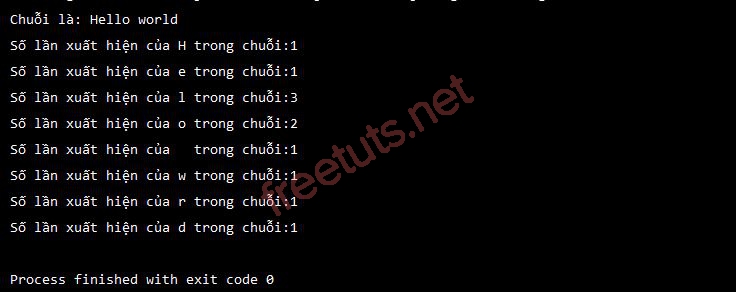 Chuỗi là: Hello world
Số lần xuất hiện của H trong chuỗi:1
Số lần xuất hiện của e trong chuỗi:1
Số lần xuất hiện của l trong chuỗi:3
Số lần xuất hiện của o trong chuỗi:2
Số lần xuất hiện của   trong chuỗi:1
Số lần xuất hiện của w trong chuỗi:1
Số lần xuất hiện của r trong chuỗi:1
Số lần xuất hiện của d trong chuỗi:1
Process finished with exit code 0
freetuts.net